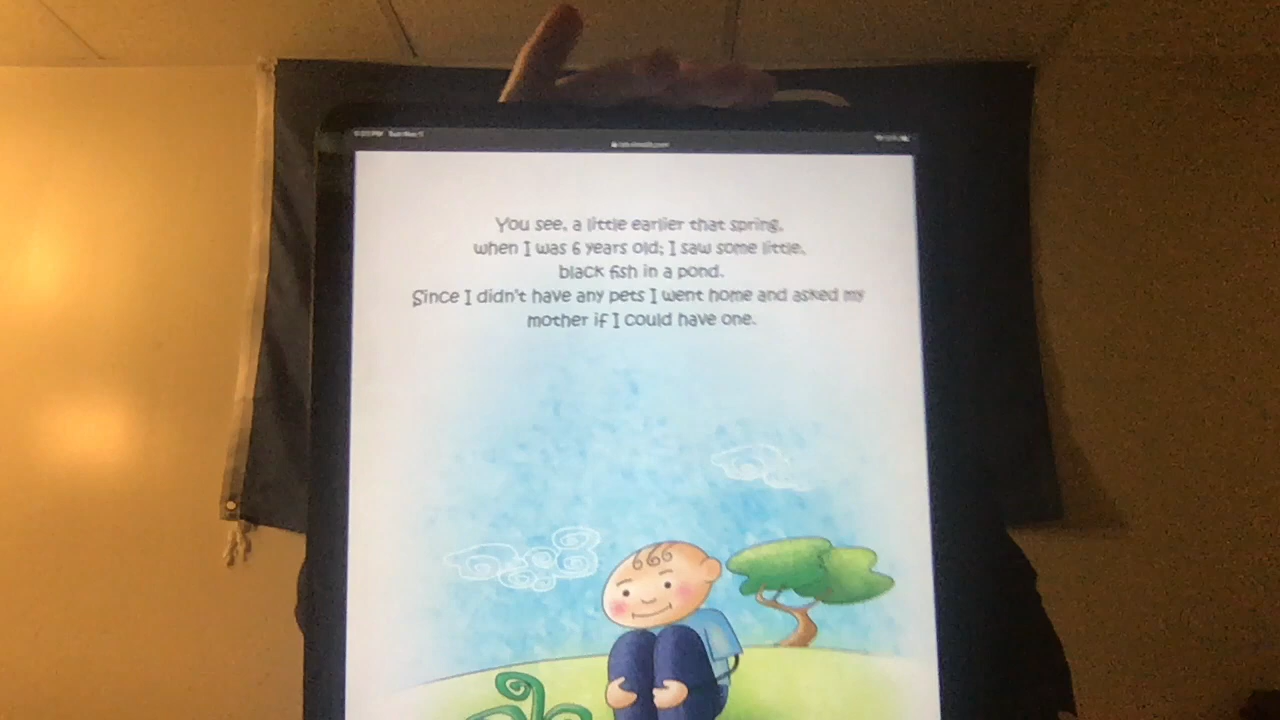 You see, a little earlier that spring,
when I was 6 years old; I saw some little,
black fish in a pond.
Since I didn't have any pets I went home and asked my
mother if I could have one.